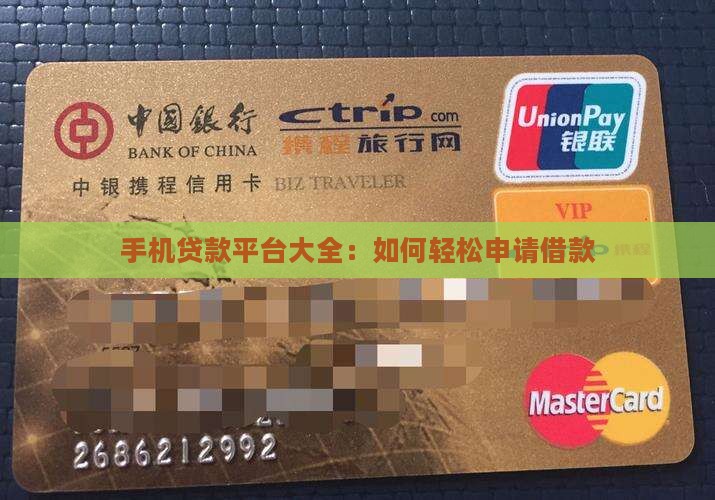 中國銀行
BANK OF CHINA
ctrip.com
携程旅行网
UnionPay
银联
中银携程信用卡 BIZ TRAVELER
VIP
手机贷款平台大全：如何轻松申请借款
MasterCard
2686212992